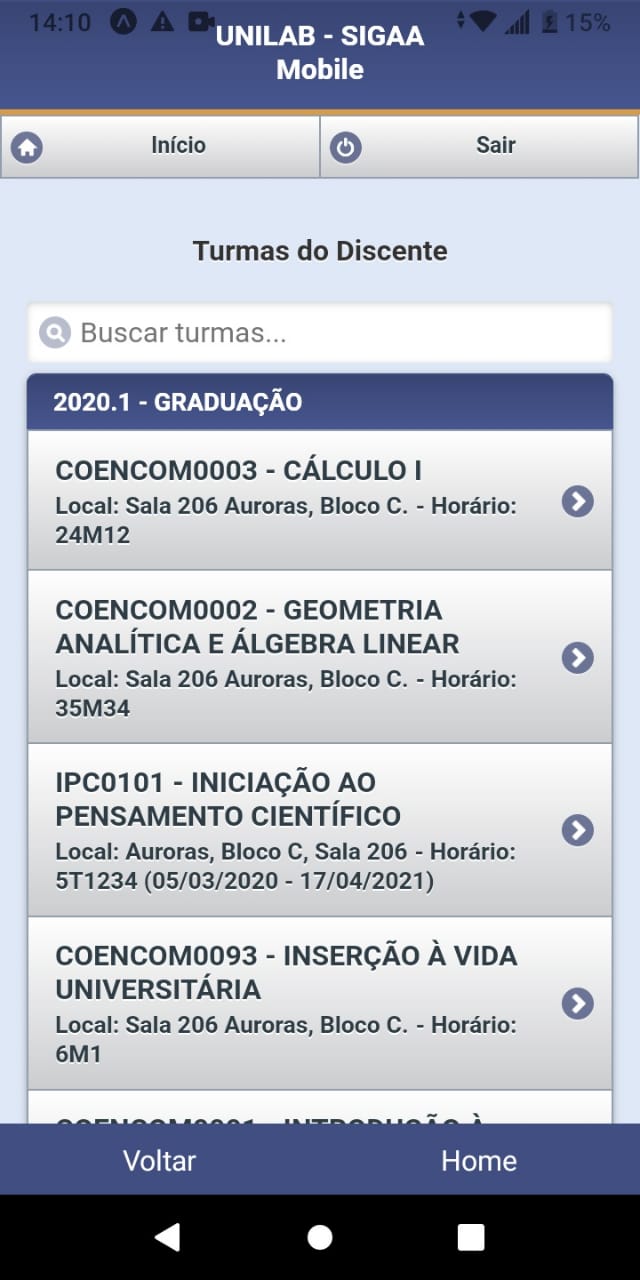 14:10
15%
UNILAB - SIGAA
Mobile
Início
Sair
Turmas do Discente
Buscar turmas...
2020.1 - GRADUAÇÃO
COENCOM0003 - CÁLCULO I
Local: Sala 206 Auroras, Bloco C. - Horário:
24M12
COENCOM0002 - GEOMETRIA
ANALÍTICA E ÁLGEBRA LINEAR
Local: Sala 206 Auroras, Bloco C. - Horário:
35M34
IPC0101 - INICIAÇÃO AO
PENSAMENTO CIENTÍFICO
Local: Auroras, Bloco C, Sala 206 - Horário:
5T1234 (05/03/2020 - 17/04/2021)
COENCOM0093 - INSERÇÃO À VIDA
UNIVERSITÁRIA
Local: Sala 206 Auroras, Bloco C. - Horário:
6M1
INTRODUÇÃO À
Voltar
Home